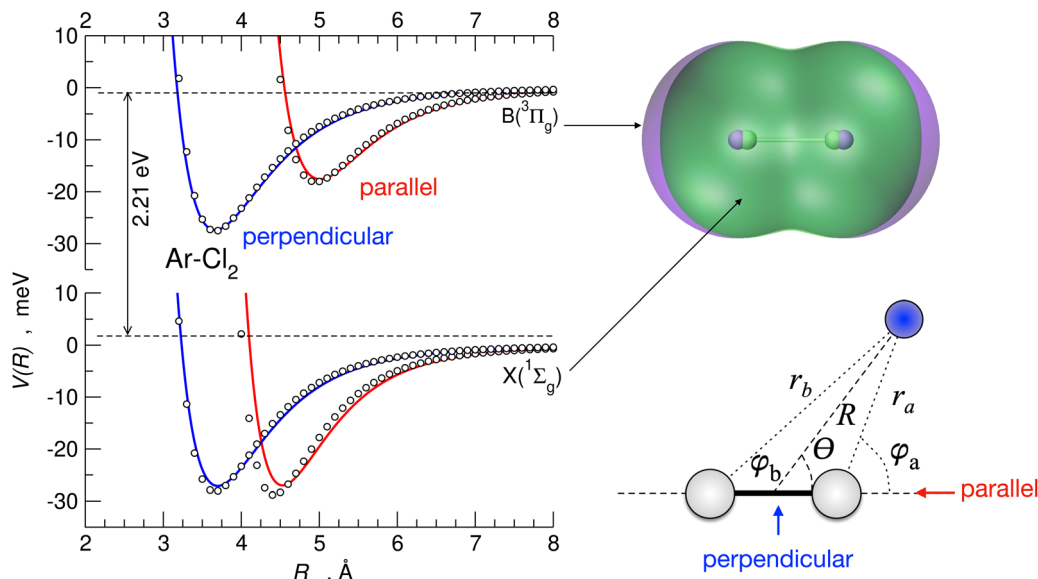 2 3 4 5 6 7 8
10
0
-10
-20
-30
B(³Π_g)
2.21 eV
parallel
perpendicular
Ar-Cl₂
V(R) , meV
10
0
-10
-20
-30
X(¹Σ_g)
2 3 4 5 6 7 8
R , Å
r_b
R
r_a
φ_b
Θ
φ_a
parallel
perpendicular